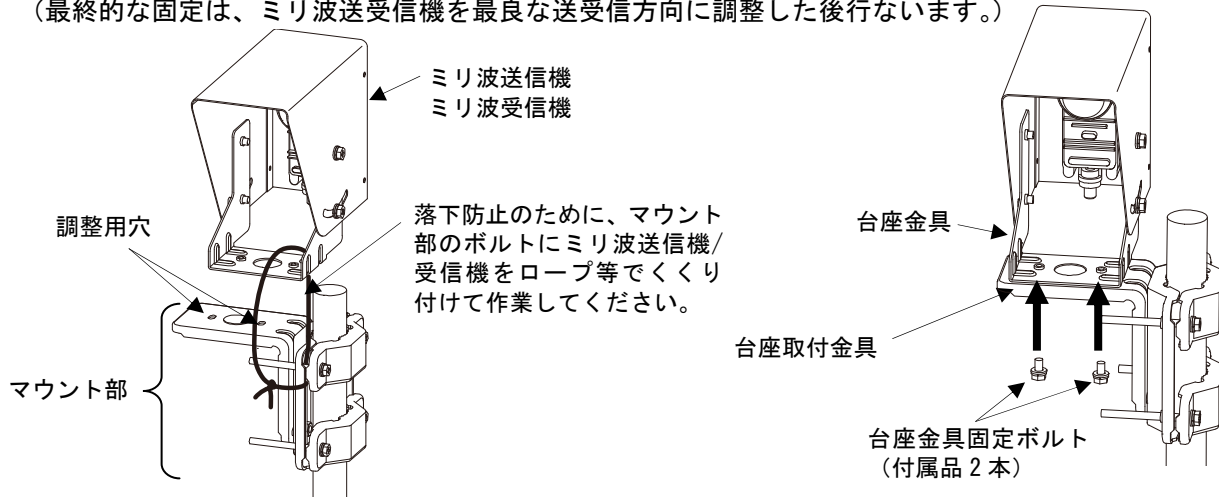 （最終的な固定は、ミリ波送受信機を最良な送受信方向に調整した後行ないます。）
ミリ波送信機
ミリ波受信機
調整用穴
落下防止のために、マウント
部のボルトにミリ波送信機/
受信機をロープ等でくくり
付けて作業してください。
マウント部
台座金具
台座取付金具
台座金具固定ボルト
（付属品２本）